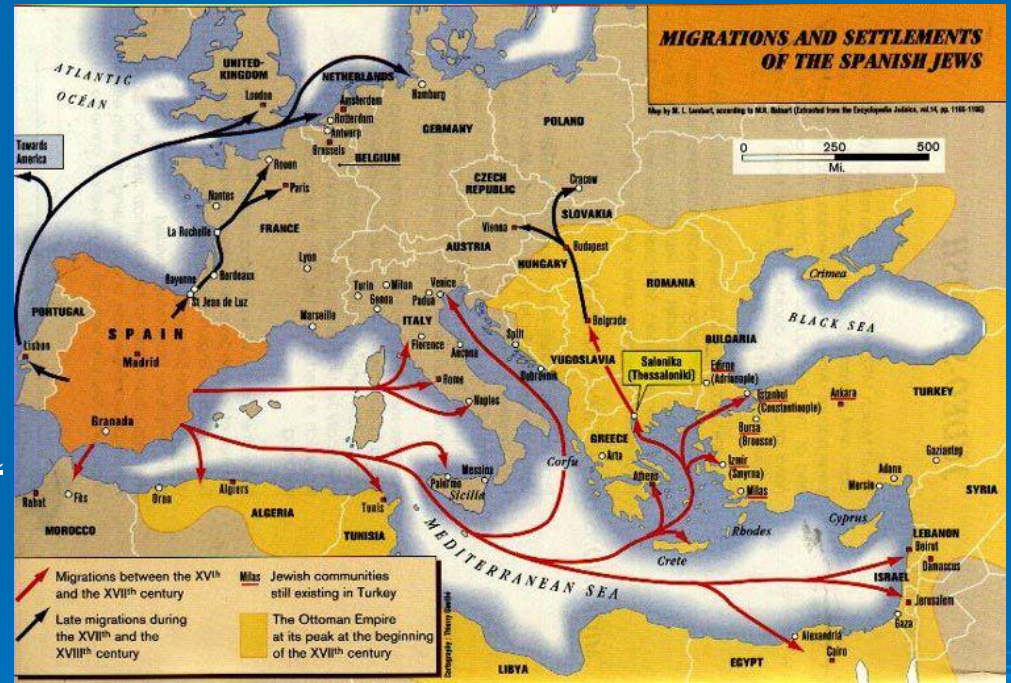 MIGRATIONS AND SETTLEMENTS
OF THE SPANISH JEWS
ATLANTIC
OCÉAN
UNITED-
KINGDOM
London
NETHERLANDS
Amsterdam
Rotterdam
Antwerp
Brussels
BELGIUM
Hamburg
GERMANY
POLAND
0 250 500
Mi.
Towards
America
Rouen
Paris
Nantes
La Rochelle
FRANCE
Lyon
Bayonne
Bordeaux
St Jean de Luz
Marseille
CZECH
REPUBLIC
Cracow
SLOVAKIA
Vienna
AUSTRIA
Budapest
HUNGARY
ROMANIA
Crimea
BLACK SEA
PORTUGAL
Lisbon
SPAIN
Madrid
Granada
Turin
Milan
Venice
Padua
Genoa
ITALY
Florence
Ancona
Rome
Naples
Split
Dubrovnik
Belgrade
YUGOSLAVIA
BULGARIA
Salonika
(Thessaloniki)
Edirne
(Adrianople)
Istanbul
(Constantinople)
Bursa
(Brousse)
Ankara
TURKEY
GREECE
Arta
Athens
Izmir
(Smyrna)
Milas
Gaziantep
Adana
Mersin
SYRIA
Corfu
Messina
Palermo
Sicilia
Rabat
Fès
MOROCCO
Oran
Algiers
ALGERIA
Tunis
TUNISIA
MEDITERRANEAN SEA
Crete
Rhodes
Cyprus
LEBANON
Beirut
Damascus
ISRAEL
Jerusalem
Gaza
Alexandria
Cairo
EGYPT
LIBYA
Migrations between the XVth
and the XVIIth century
Late migrations during
the XVIIth and the
XVIIIth century
Milas Jewish communities
still existing in Turkey
The Ottoman Empire
at its peak at the beginning
of the XVIIth century